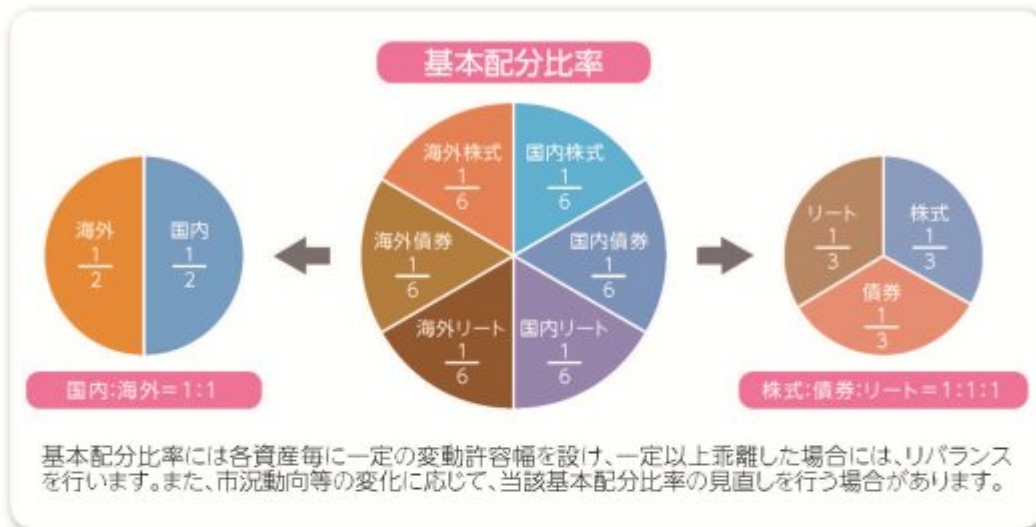 基本配分比率
海外
1
2
国内
1
2
国内:海外=1:1
海外株式
1
6
国内株式
1
6
海外債券
1
6
国内債券
1
6
海外リート
1
6
国内リート
1
6
リート
1
3
株式
1
3
債券
1
3
株式:債券:リート=1:1:1
基本配分比率には各資産毎に一定の変動許容幅を設け、一定以上乖離した場合には、リバランス
を行います。また、市況動向等の変化に応じて、当該基本配分比率の見直しを行う場合があります。